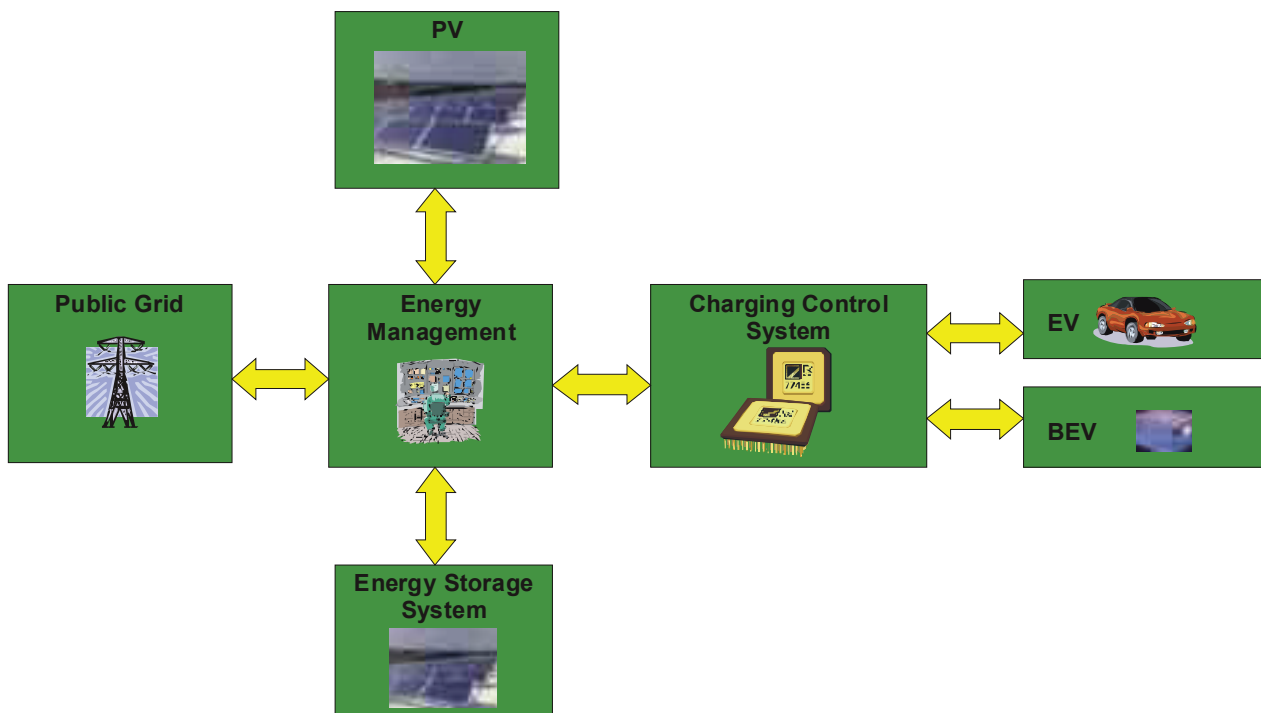 PV
Public Grid
Energy
Management
Charging Control
System
EV
BEV
Energy Storage
System